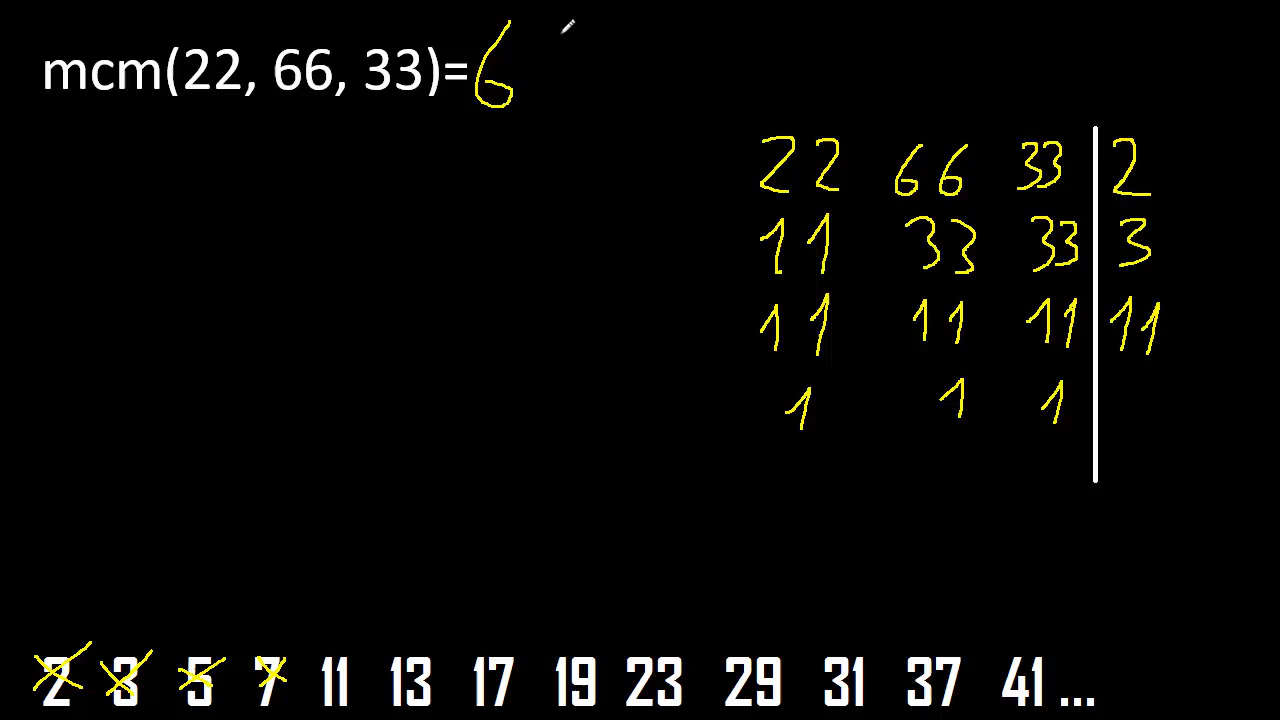 mcm(22, 66, 33)=6
22 66 33 2
11 33 33 3
11 11 11 11
1 1 1
2 3 5 7 11 13 17 19 23 29 31 37 41 ...